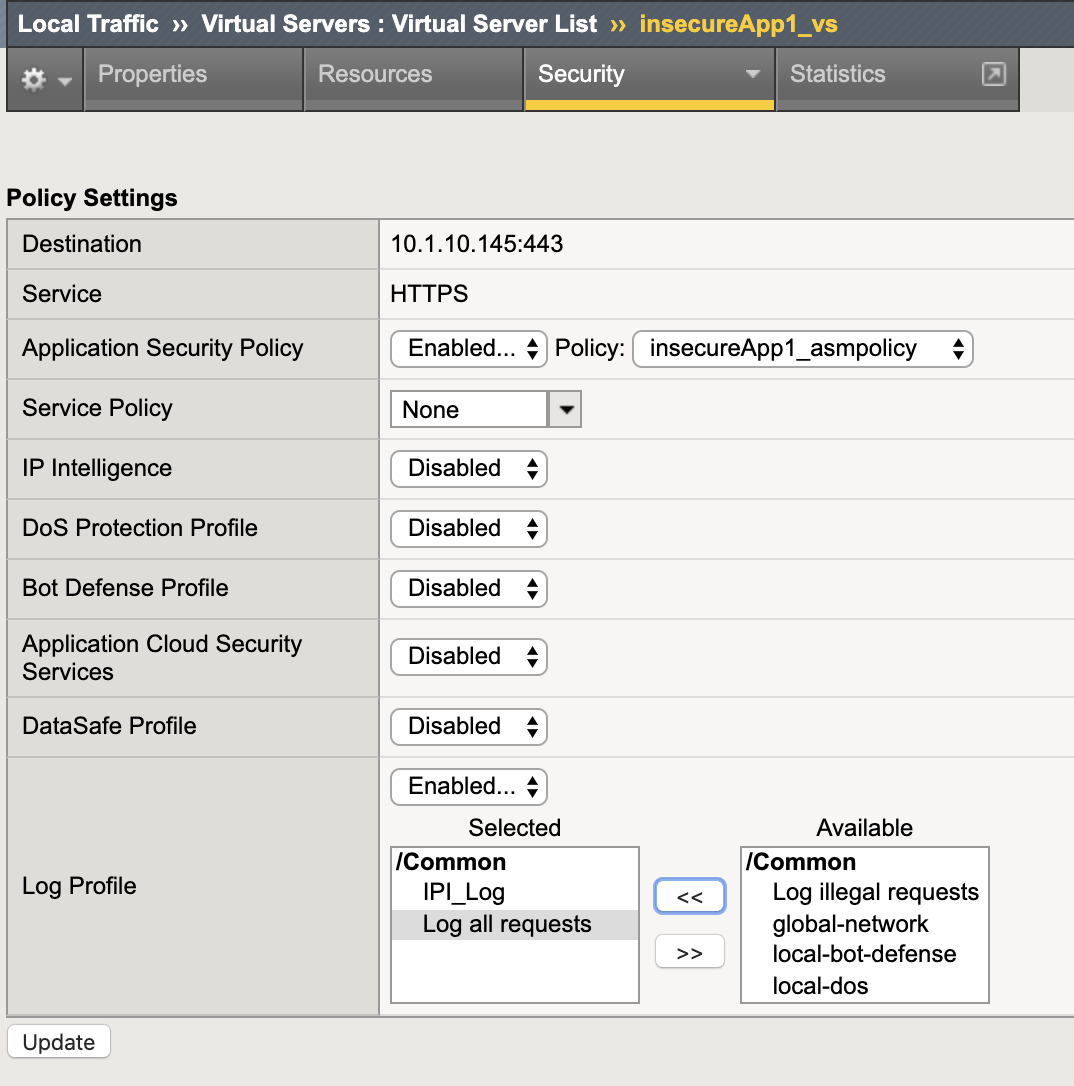 Local Traffic ›› Virtual Servers : Virtual Server List ›› insecureApp1_vs
Properties Resources Security Statistics
Policy Settings
Destination 10.1.10.145:443
Service HTTPS
Application Security Policy Enabled... Policy: insecureApp1_asmpolicy
Service Policy None
IP Intelligence Disabled
DoS Protection Profile Disabled
Bot Defense Profile Disabled
Application Cloud Security
Services Disabled
DataSafe Profile Disabled
Log Profile Enabled...
Selected Available
/Common /Common
IPI_Log Log illegal requests
<<
Log all requests global-network
>> local-bot-defense
local-dos
Update